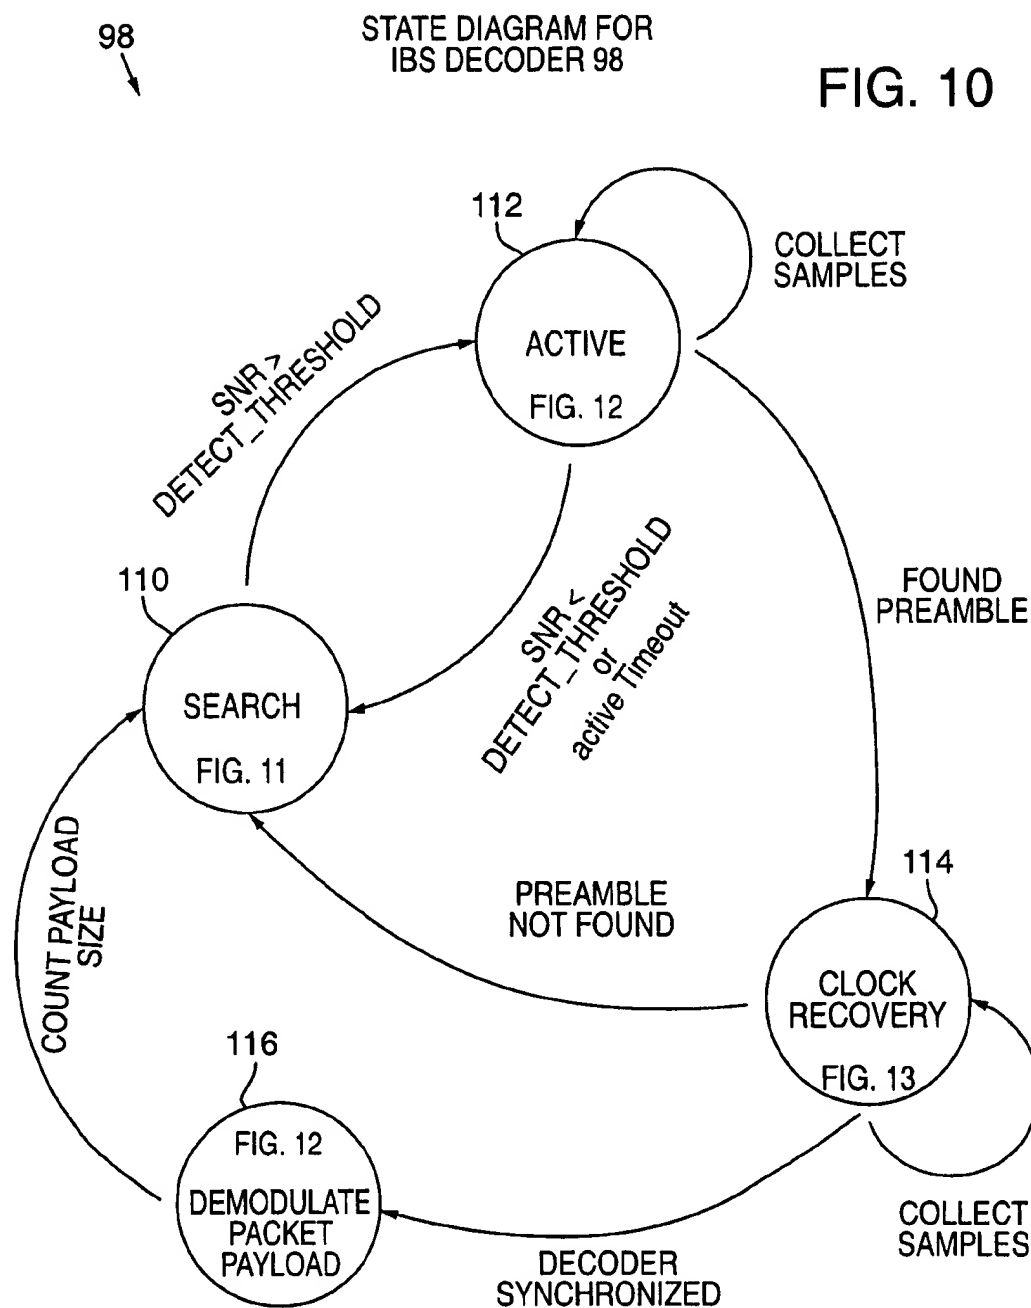 98
STATE DIAGRAM FOR
IBS DECODER 98
FIG. 10
112
COLLECT
SAMPLES
ACTIVE
FIG. 12
SNR >
DETECT_THRESHOLD
110
SNR <
DETECT_THRESHOLD
or
active Timeout
FOUND
PREAMBLE
SEARCH
FIG. 11
COUNT PAYLOAD
SIZE
PREAMBLE
NOT FOUND
114
CLOCK
RECOVERY
FIG. 13
116
FIG. 12
DEMODULATE
PACKET
PAYLOAD
COLLECT
SAMPLES
DECODER
SYNCHRONIZED